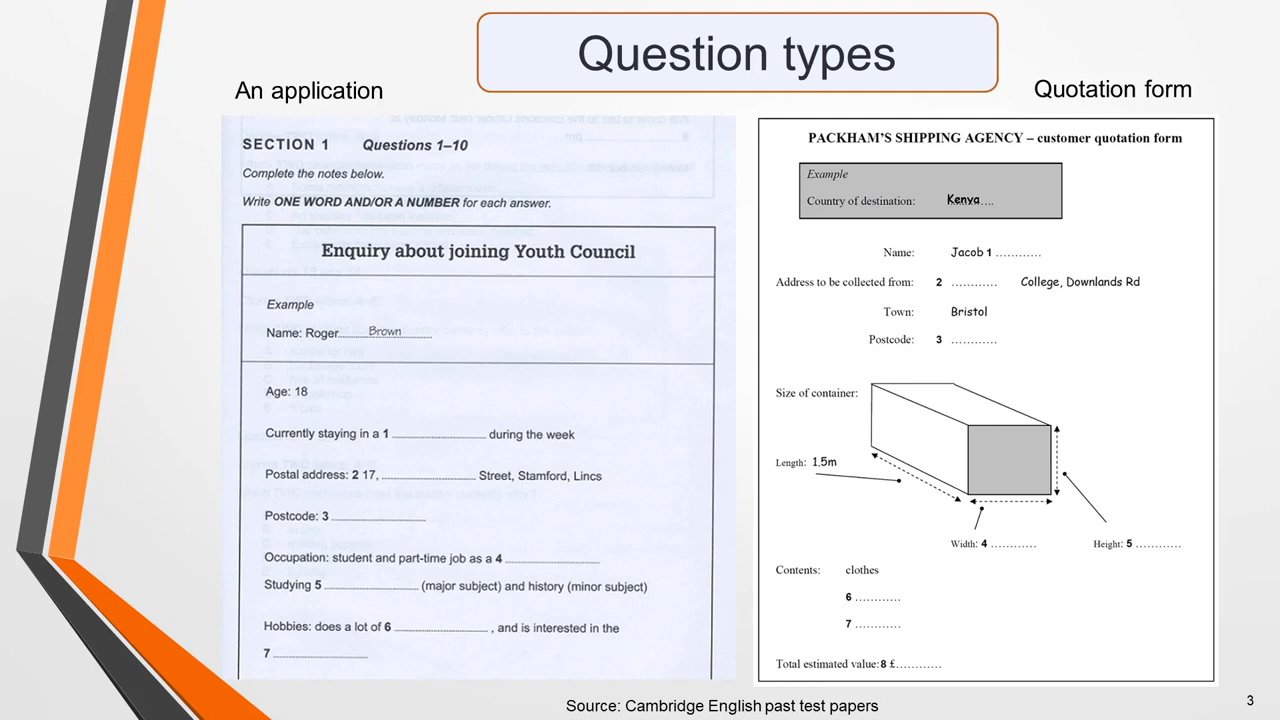 Question types
An application
SECTION 1 Questions 1–10
Complete the notes below.
Write ONE WORD AND/OR A NUMBER for each answer.
Enquiry about joining Youth Council
Example
Name: Roger Brown
Age: 18
Currently staying in a 1 .................... during the week
Postal address: 2 17, .................... Street, Stamford, Lincs
Postcode: 3 ....................
Occupation: student and part-time job as a 4 ....................
Studying 5 .................... (major subject) and history (minor subject)
Hobbies: does a lot of 6 .................... , and is interested in the
7 ....................
Quotation form
PACKHAM'S SHIPPING AGENCY – customer quotation form
Example
Country of destination: Kenya....
Name: Jacob 1 ............
Address to be collected from: 2 ............ College, Downlands Rd
Town: Bristol
Postcode: 3 ............
Size of container:
Length: 1.5m
Width: 4 ............
Height: 5 ............
Contents: clothes
6 ............
7 ............
Total estimated value: 8 £............
Source: Cambridge English past test papers
3